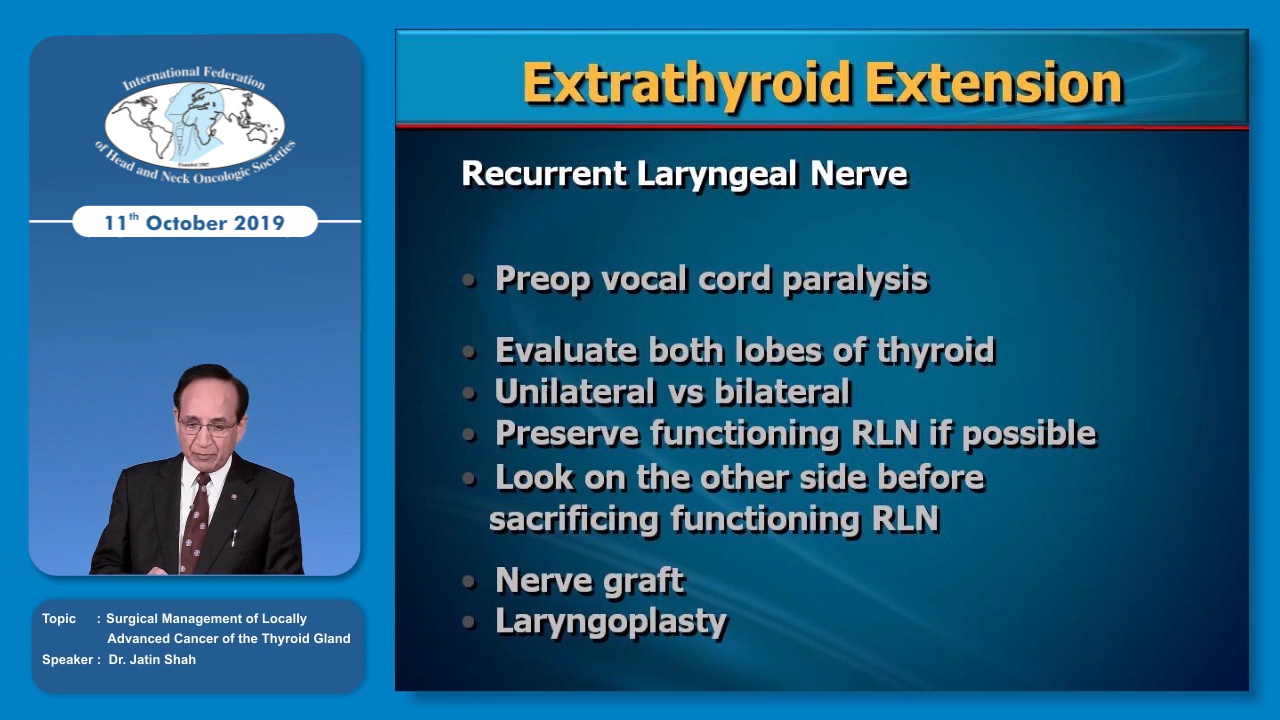 International Federation
of Head and Neck Oncologic Societies
Founded 1987
11th October 2019
Topic : Surgical Management of Locally
Advanced Cancer of the Thyroid Gland
Speaker : Dr. Jatin Shah
Extrathyroid Extension
Recurrent Laryngeal Nerve
• Preop vocal cord paralysis
• Evaluate both lobes of thyroid
• Unilateral vs bilateral
• Preserve functioning RLN if possible
• Look on the other side before
sacrificing functioning RLN
• Nerve graft
• Laryngoplasty